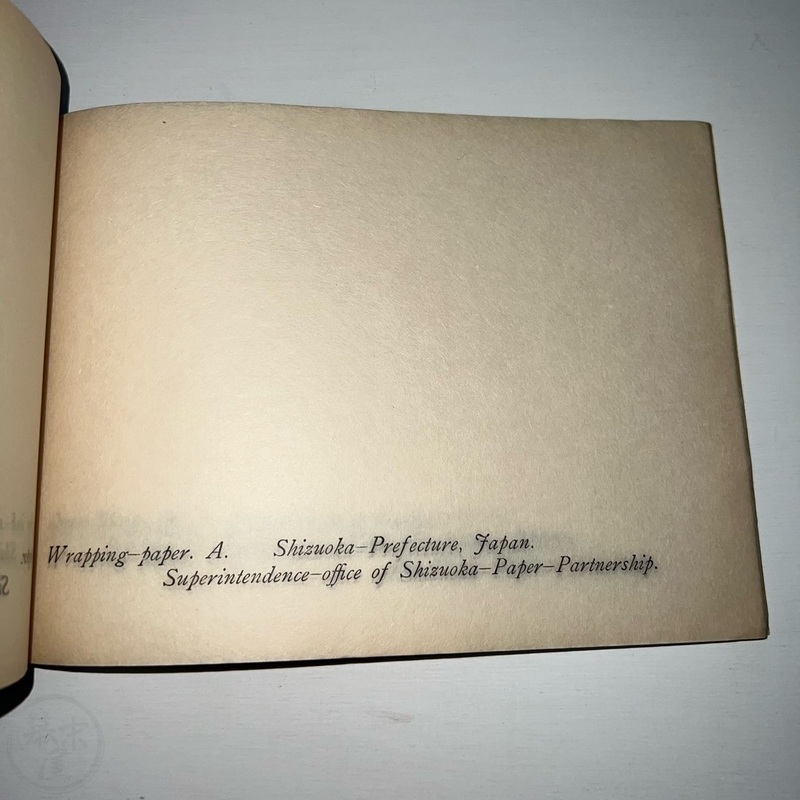 Wrapping-paper. A. Shizuoka-Prefecture, Japan.
Superintendence-office of Shizuoka-Paper-Partnership.